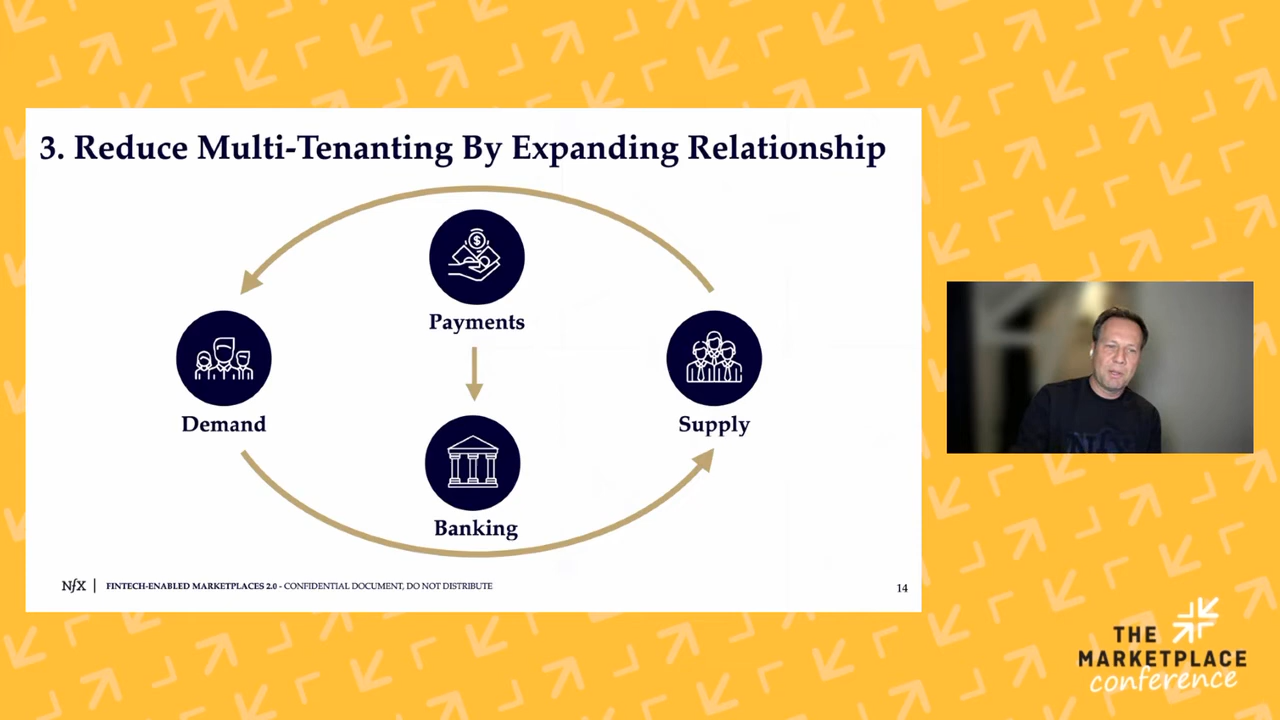 3. Reduce Multi-Tenanting By Expanding Relationship
$
Payments
Demand
Supply
Banking
NfX | FINTECH-ENABLED MARKETPLACES 2.0 - CONFIDENTIAL DOCUMENT, DO NOT DISTRIBUTE
14
THE
MARKETPLACE
conference